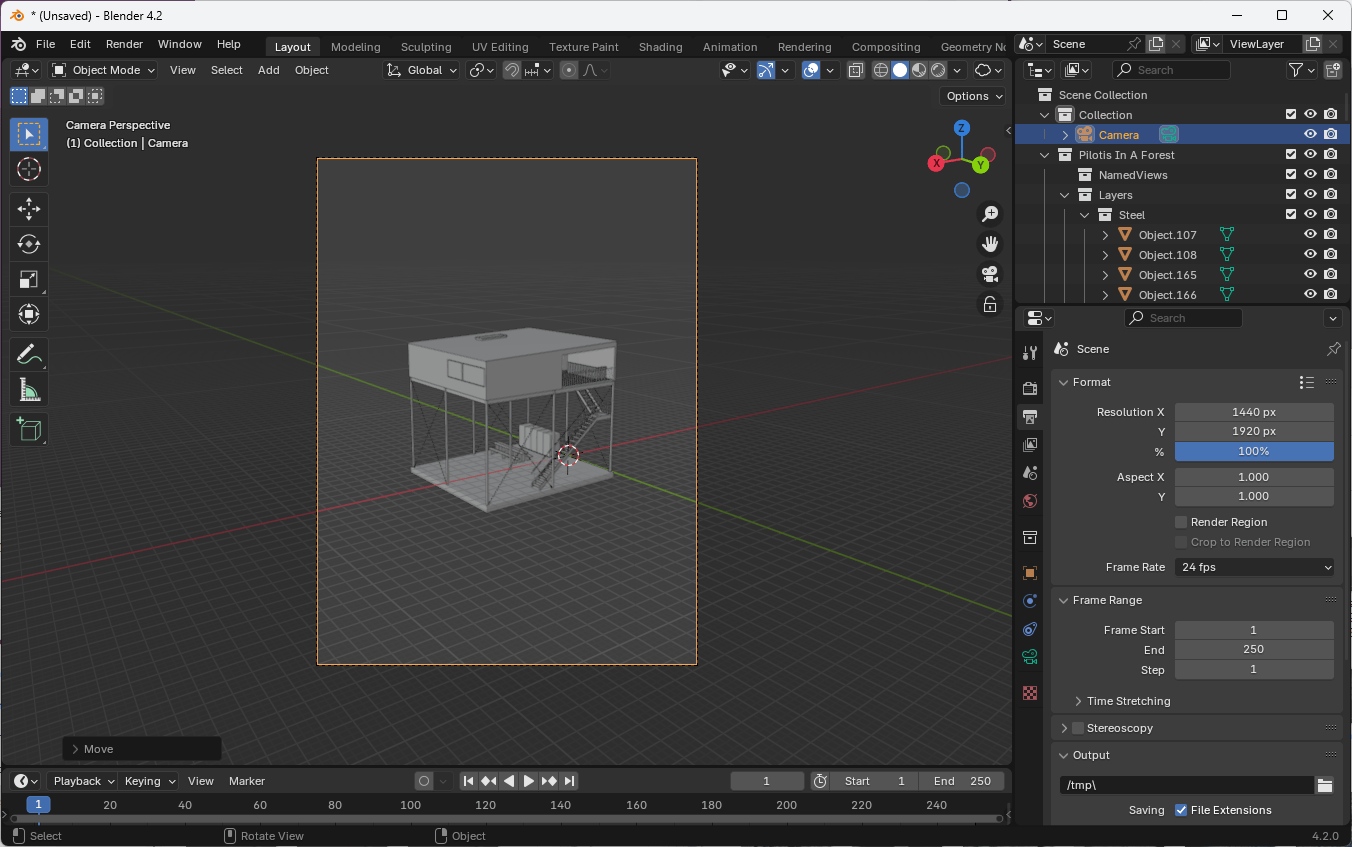 * (Unsaved) - Blender 4.2
File Edit Render Window Help
Layout Modeling Sculpting UV Editing Texture Paint Shading Animation Rendering Compositing Geometry No
Scene
ViewLayer
Object Mode View Select Add Object
Global
Search
Options
Camera Perspective
(1) Collection | Camera
Z
X
Y
Move
Scene Collection
Collection
Camera
Pilotis In A Forest
NamedViews
Layers
Steel
Object.107
Object.108
Object.165
Object.166
Search
Scene
Format
Resolution X 1440 px
Y 1920 px
% 100%
Aspect X 1.000
Y 1.000
Render Region
Crop to Render Region
Frame Rate 24 fps
Frame Range
Frame Start 1
End 250
Step 1
Time Stretching
Stereoscopy
Output
/tmp\
Saving File Extensions
Playback Keying View Marker
1 Start 1 End 250
1 20 40 60 80 100 120 140 160 180 200 220 240
Select Rotate View Object 4.2.0